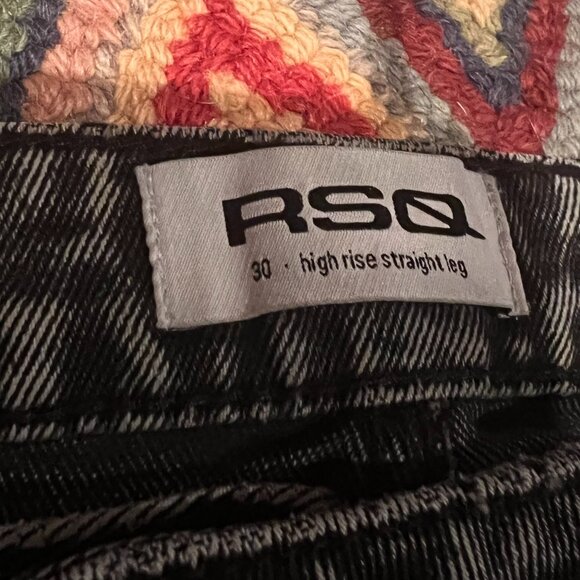 RSQ
30 · high rise straight leg